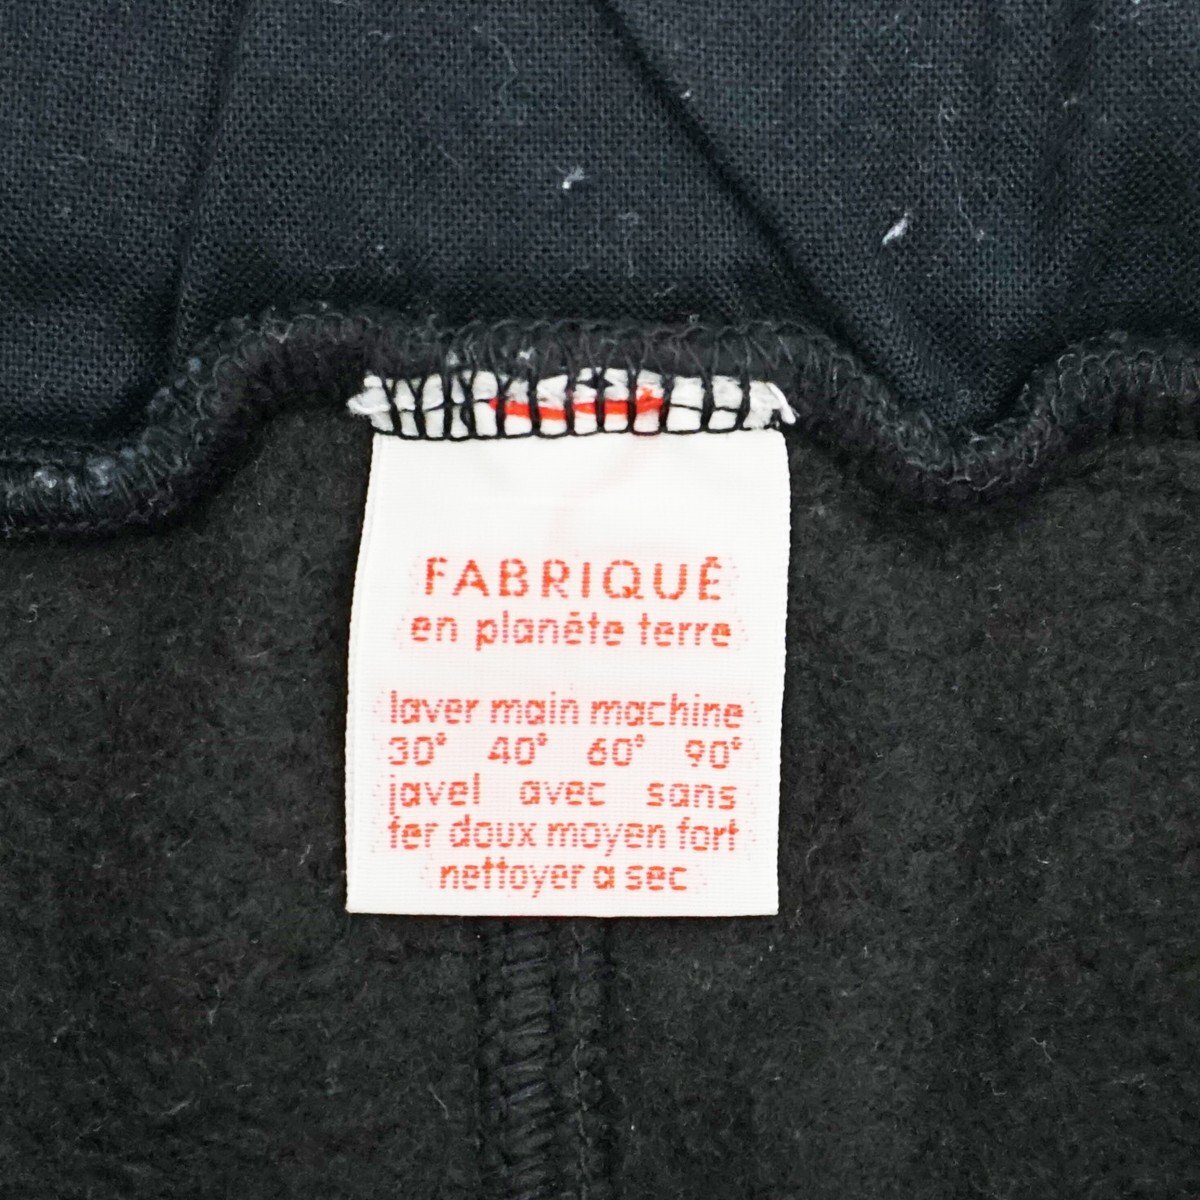 FABRIQUÉ
en planéte terre
laver main machine
30° 40° 60° 90°
javel avec sans
fer doux moyen fort
nettoyer a sec